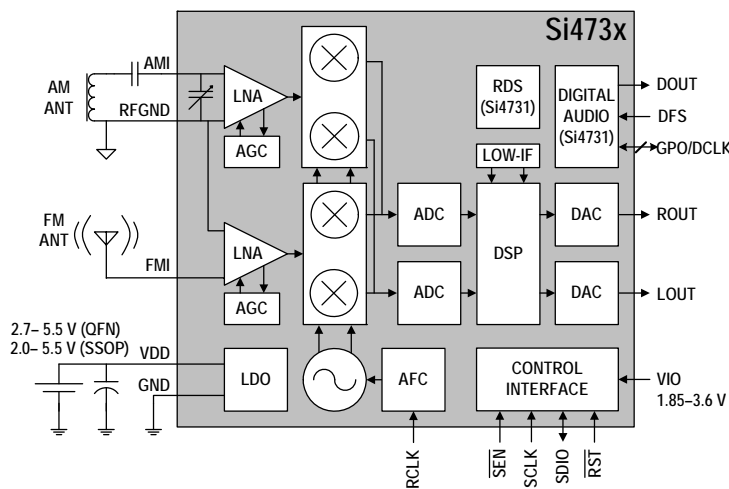 Si473x
AMI
AM
ANT
RFGND
LNA
AGC
RDS
(Si4731)
DIGITAL
AUDIO
(Si4731)
DOUT
DFS
GPO/DCLK
LOW-IF
FM
ANT
FMI
LNA
AGC
ADC
ADC
DSP
DAC
DAC
ROUT
LOUT
2.7– 5.5 V (QFN)
2.0– 5.5 V (SSOP)
VDD
GND
LDO
AFC
CONTROL
INTERFACE
VIO
1.85–3.6 V
RCLK
SEN
SCLK
SDIO
RST